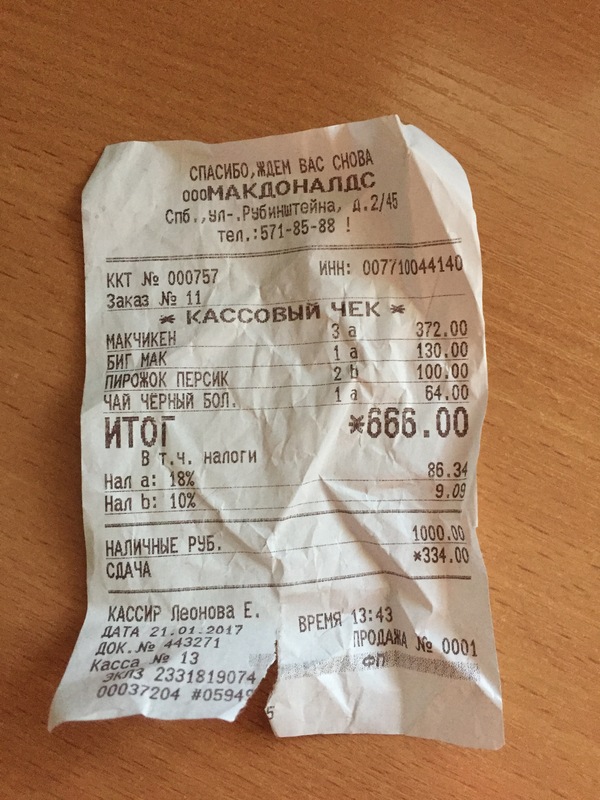 СПАСИБО,ЖДЕМ ВАС СНОВА
ОООМАКДОНАЛДС
Спб.,ул-.Рубинштейна, д.2/45
тел.:571-85-88 !
ККТ № 000757 ИНН: 007710044140
Заказ № 11
* КАССОВЫЙ ЧЕК *
МАКЧИКЕН 3 a 372.00
БИГ МАК 1 a 130.00
ПИРОЖОК ПЕРСИК 2 b 100.00
ЧАЙ ЧЕРНЫЙ БОЛ. 1 a 64.00
ИТОГ *666.00
В т.ч. налоги
Нал a: 18% 86.34
Нал b: 10% 9.09
НАЛИЧНЫЕ РУБ. 1000.00
СДАЧА *334.00
КАССИР Леонова Е. ВРЕМЯ 13:43
ДАТА 21.01.2017 ПРОДАЖА № 0001
ДОК.№ 443271 ФП
Касса № 13
ЭКЛЗ 2331819074
00037204 #05949 5